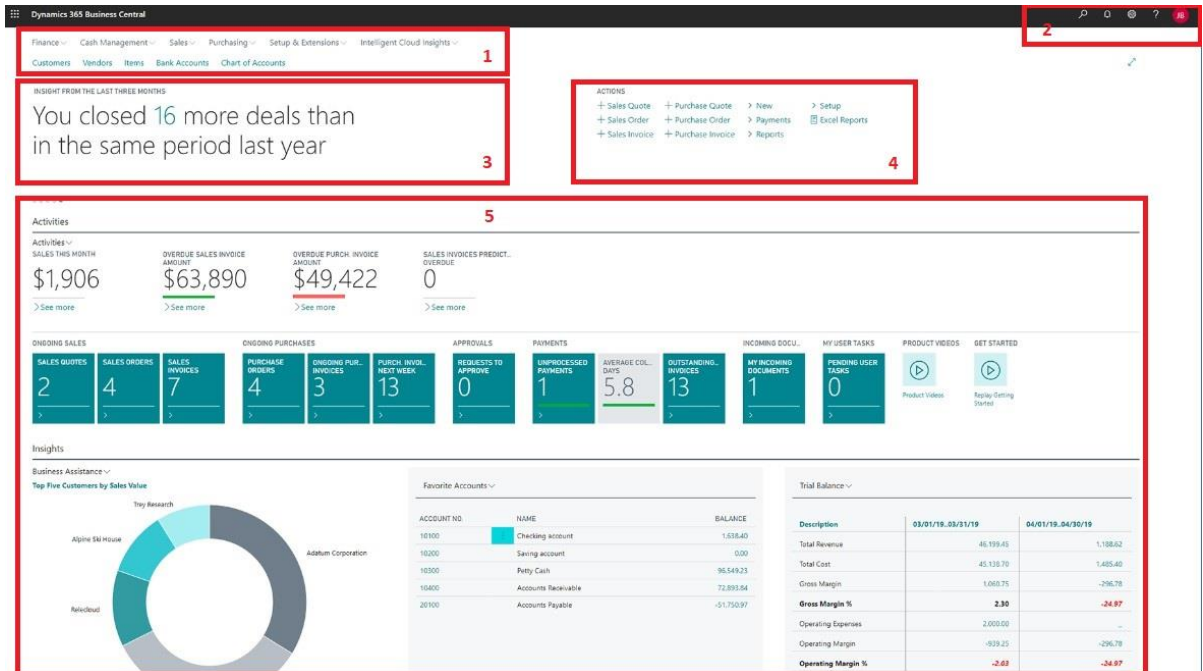 Dynamics 365 Business Central
? JB
2
Finance Cash Management Sales Purchasing Setup & Extensions Intelligent Cloud Insights
Customers Vendors Items Bank Accounts Chart of Accounts
1
INSIGHT FROM THE LAST THREE MONTHS
You closed 16 more deals than
in the same period last year
3
ACTIONS
+ Sales Quote + Purchase Quote > New > Setup
+ Sales Order + Purchase Order > Payments Excel Reports
+ Sales Invoice + Purchase Invoice > Reports
4
5
Activities
Activities
SALES THIS MONTH
$1,906
> See more
OVERDUE SALES INVOICE
AMOUNT
$63,890
> See more
OVERDUE PURCH. INVOICE
AMOUNT
$49,422
> See more
SALES INVOICES PREDICT...
OVERDUE
0
> See more
ONGOING SALES
SALES QUOTES
2
>
SALES ORDERS
4
>
SALES
INVOICES
7
>
ONGOING PURCHASES
PURCHASE
ORDERS
4
>
ONGOING PUR...
INVOICES
3
>
PURCH. INVOI...
NEXT WEEK
13
>
APPROVALS
REQUESTS TO
APPROVE
0
>
PAYMENTS
UNPROCESSED
PAYMENTS
1
>
AVERAGE COL...
DAYS
5.8
>
OUTSTANDING...
INVOICES
13
>
INCOMING DOCU...
MY INCOMING
DOCUMENTS
1
>
MY USER TASKS
PENDING USER
TASKS
0
>
PRODUCT VIDEOS
Product Videos
GET STARTED
Replay Getting
Started
Insights
Business Assistance
Top Five Customers by Sales Value
Trey Research
Alpine Ski House
Adatum Corporation
Relecloud
Favorite Accounts
ACCOUNT NO. NAME BALANCE
10100 Checking account 1,638.40
10200 Saving account 0.00
10300 Petty Cash 96,549.23
10400 Accounts Receivable 72,893.84
20100 Accounts Payable -51,750.97
Trial Balance
Description 03/01/19..03/31/19 04/01/19..04/30/19
Total Revenue 46,199.45 1,188.62
Total Cost 45,138.70 1,485.40
Gross Margin 1,060.75 -296.78
Gross Margin % 2.30 -24.97
Operating Expenses 2,000.00 _
Operating Margin -939.25 -296.78
Operating Margin % -2.03 -24.97